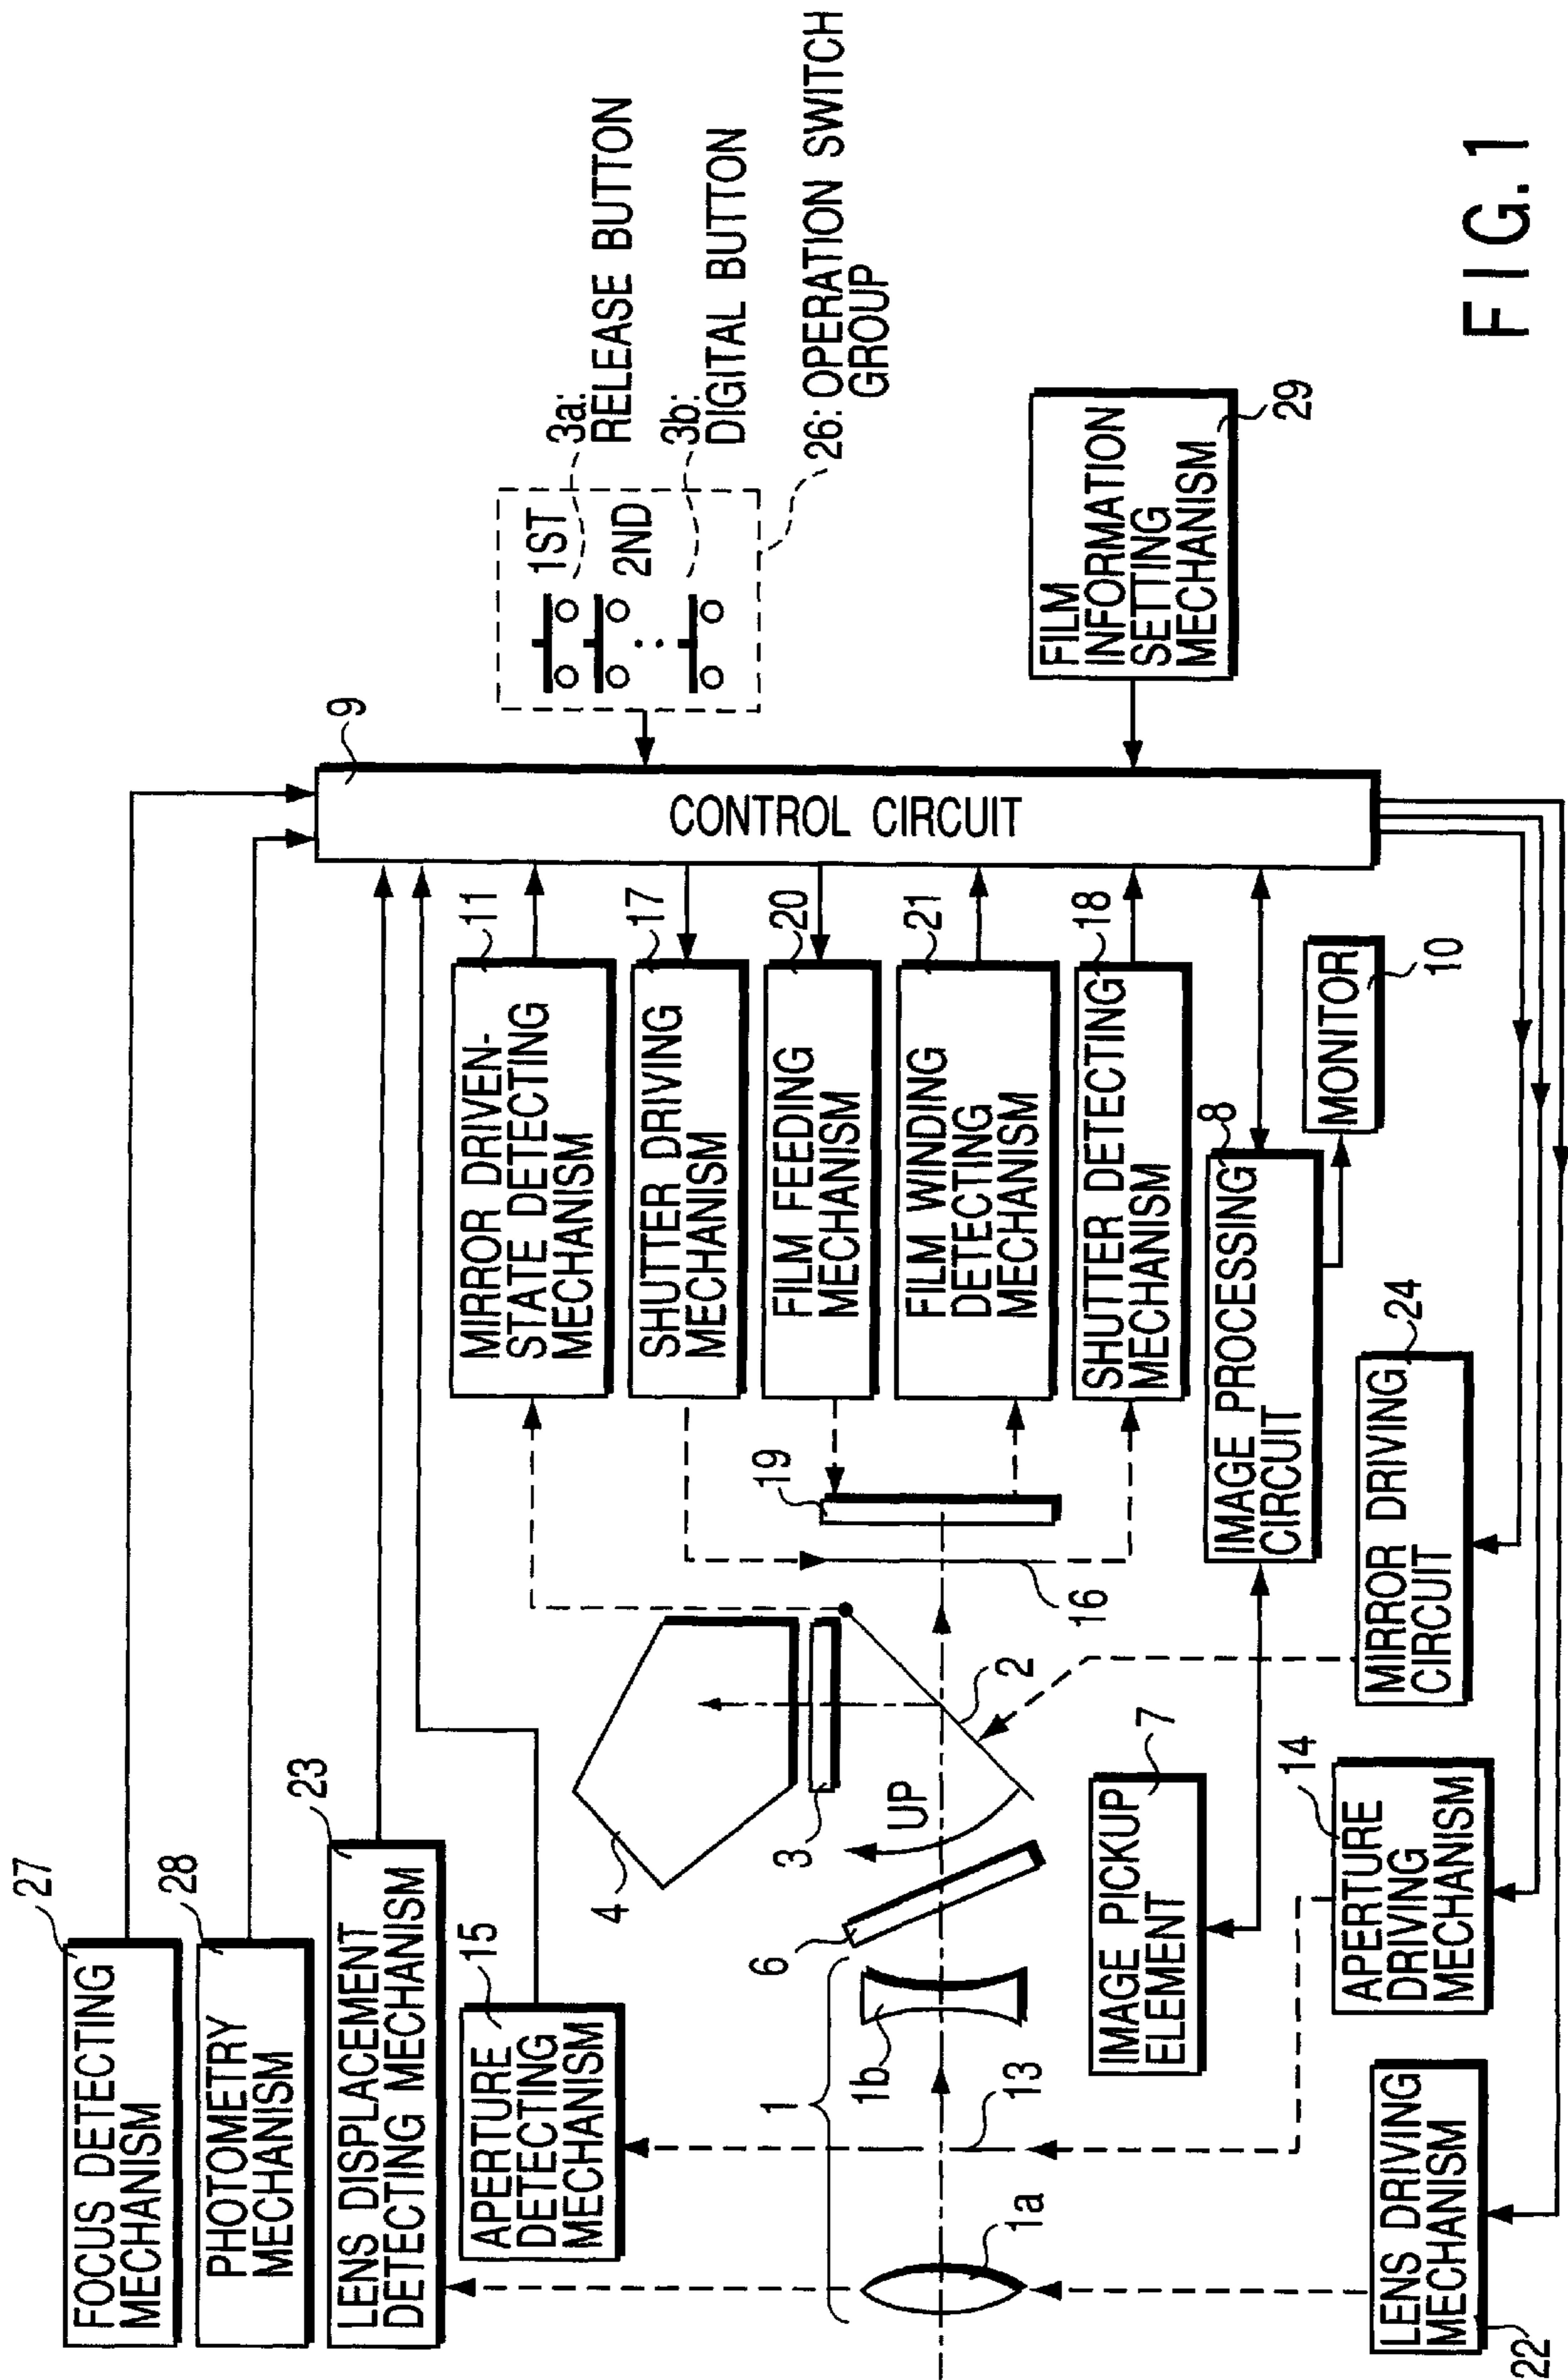 FIG. 1
27
FOCUS DETECTING
MECHANISM
28
PHOTOMETRY
MECHANISM
23
LENS DISPLACEMENT
DETECTING MECHANISM
15
APERTURE
DETECTING
MECHANISM
9
CONTROL CIRCUIT
1ST
2ND
3a:
RELEASE BUTTON
3b:
DIGITAL BUTTON
26: OPERATION SWITCH
GROUP
11
MIRROR DRIVEN-
STATE DETECTING
MECHANISM
17
SHUTTER DRIVING
MECHANISM
20
FILM FEEDING
MECHANISM
21
FILM WINDING
DETECTING
MECHANISM
18
SHUTTER DETECTING
MECHANISM
8
IMAGE PROCESSING
CIRCUIT
MONITOR
10
FILM
INFORMATION
SETTING
MECHANISM
29
4
3
UP
2
6
1
1b
13
1a
19
16
7
IMAGE PICKUP
ELEMENT
24
MIRROR DRIVING
CIRCUIT
14
APERTURE
DRIVING
MECHANISM
LENS DRIVING
MECHANISM
22